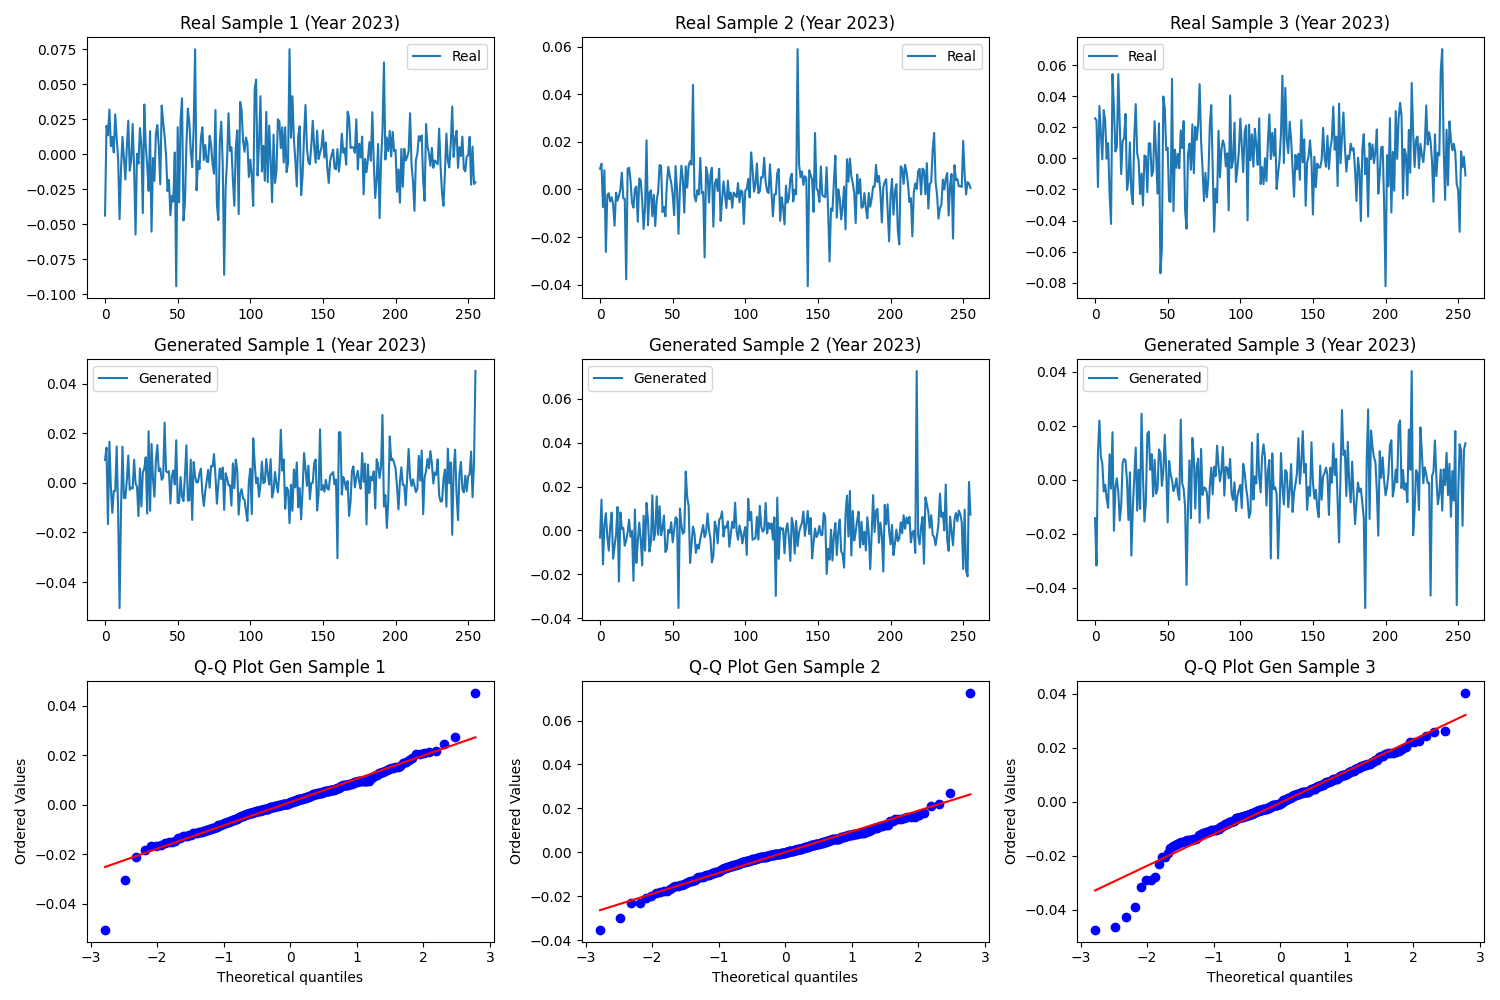 Real Sample 1 (Year 2023)
Real
0.075
0.050
0.025
0.000
−0.025
−0.050
−0.075
−0.100
0 50 100 150 200 250
Real Sample 2 (Year 2023)
Real
0.06
0.04
0.02
0.00
−0.02
−0.04
0 50 100 150 200 250
Real Sample 3 (Year 2023)
Real
0.06
0.04
0.02
0.00
−0.02
−0.04
−0.06
−0.08
0 50 100 150 200 250
Generated Sample 1 (Year 2023)
Generated
0.04
0.02
0.00
−0.02
−0.04
0 50 100 150 200 250
Generated Sample 2 (Year 2023)
Generated
0.06
0.04
0.02
0.00
−0.02
−0.04
0 50 100 150 200 250
Generated Sample 3 (Year 2023)
Generated
0.04
0.02
0.00
−0.02
−0.04
0 50 100 150 200 250
Q-Q Plot Gen Sample 1
Ordered Values
0.04
0.02
0.00
−0.02
−0.04
−3 −2 −1 0 1 2 3
Theoretical quantiles
Q-Q Plot Gen Sample 2
Ordered Values
0.06
0.04
0.02
0.00
−0.02
−0.04
−3 −2 −1 0 1 2 3
Theoretical quantiles
Q-Q Plot Gen Sample 3
Ordered Values
0.04
0.02
0.00
−0.02
−0.04
−3 −2 −1 0 1 2 3
Theoretical quantiles